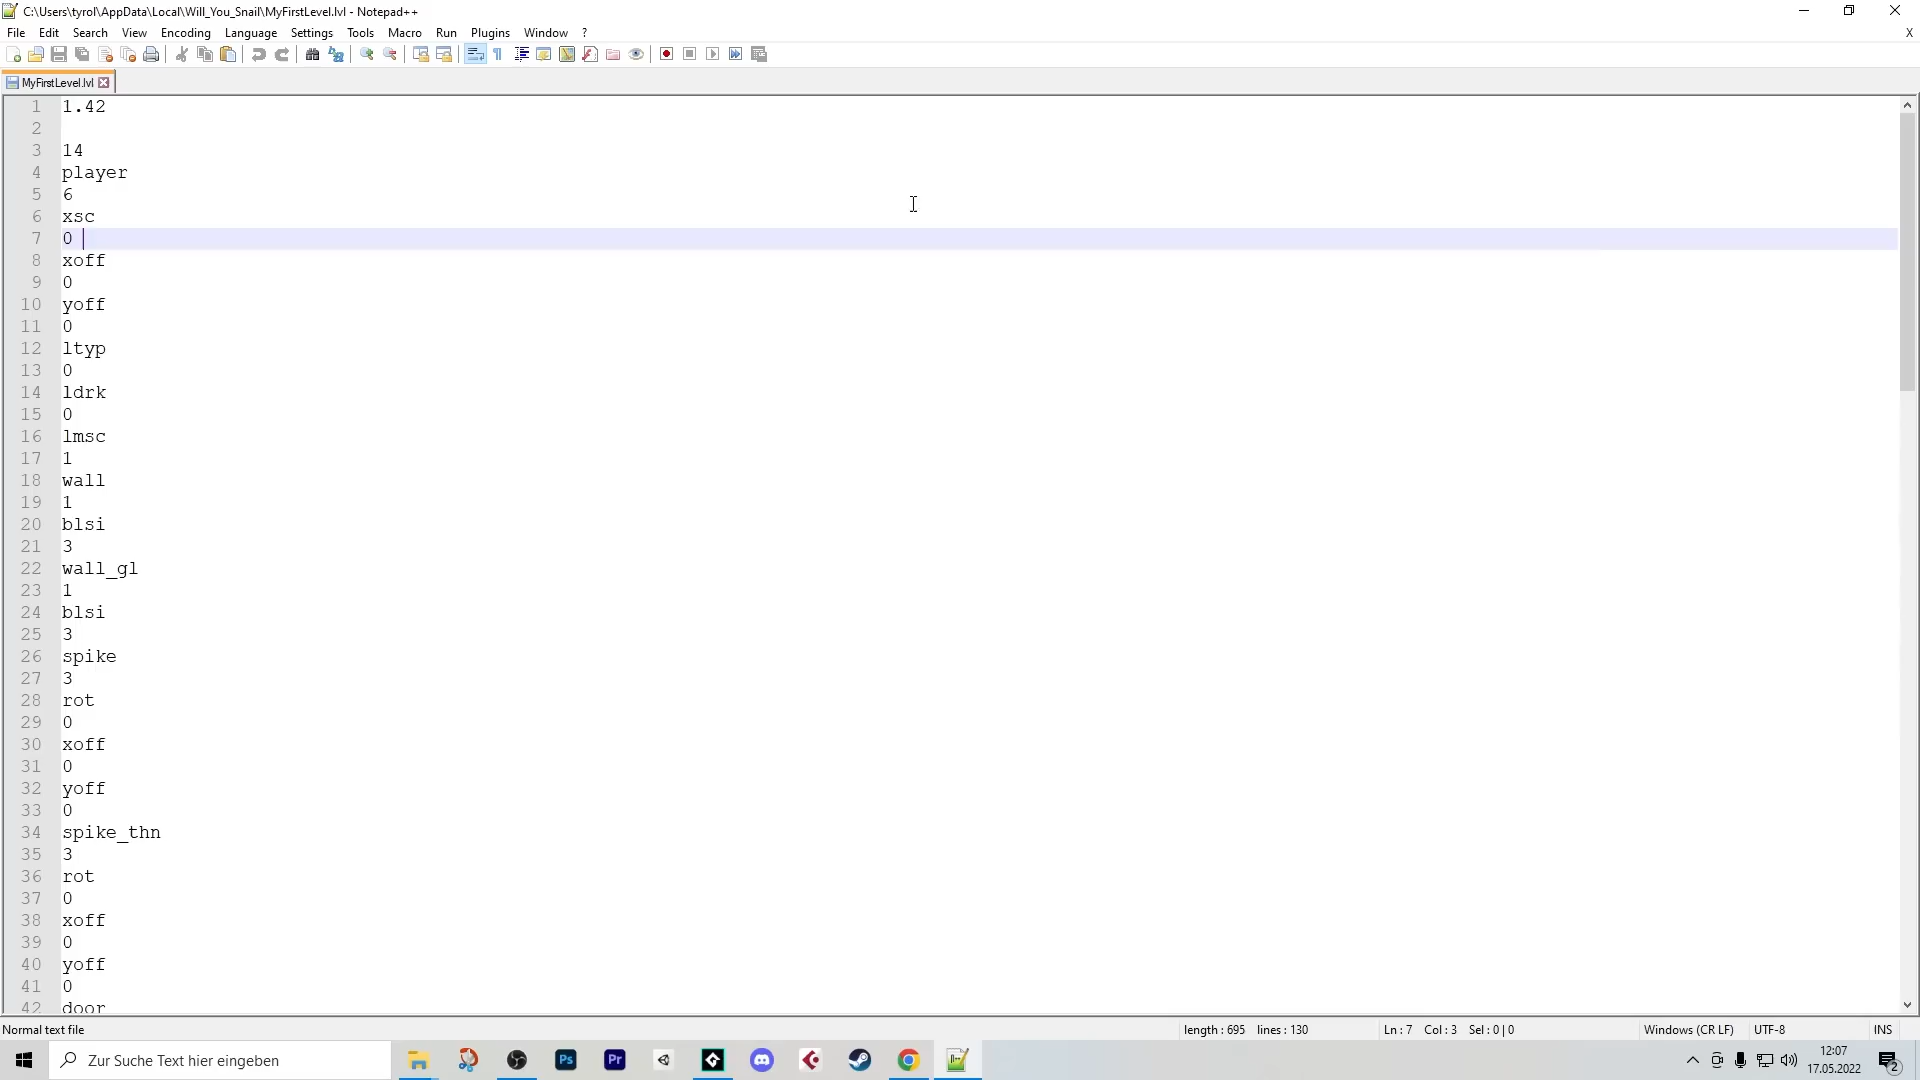 C:\Users\tyrol\AppData\Local\Will_You_Snail\MyFirstLevel.lvl - Notepad++
File Edit Search View Encoding Language Settings Tools Macro Run Plugins Window ? X
MyFirstLevel.lvl
1 1.42
2
3 14
4 player
5 6
6 xsc
7 0
8 xoff
9 0
10 yoff
11 0
12 ltyp
13 0
14 ldrk
15 0
16 lmsc
17 1
18 wall
19 1
20 blsi
21 3
22 wall_gl
23 1
24 blsi
25 3
26 spike
27 3
28 rot
29 0
30 xoff
31 0
32 yoff
33 0
34 spike_thn
35 3
36 rot
37 0
38 xoff
39 0
40 yoff
41 0
42 door
Normal text file length : 695 lines : 130 Ln : 7 Col : 3 Sel : 0 | 0 Windows (CR LF) UTF-8 INS
Zur Suche Text hier eingeben
Ps
Pr
12:07
17.05.2022
2